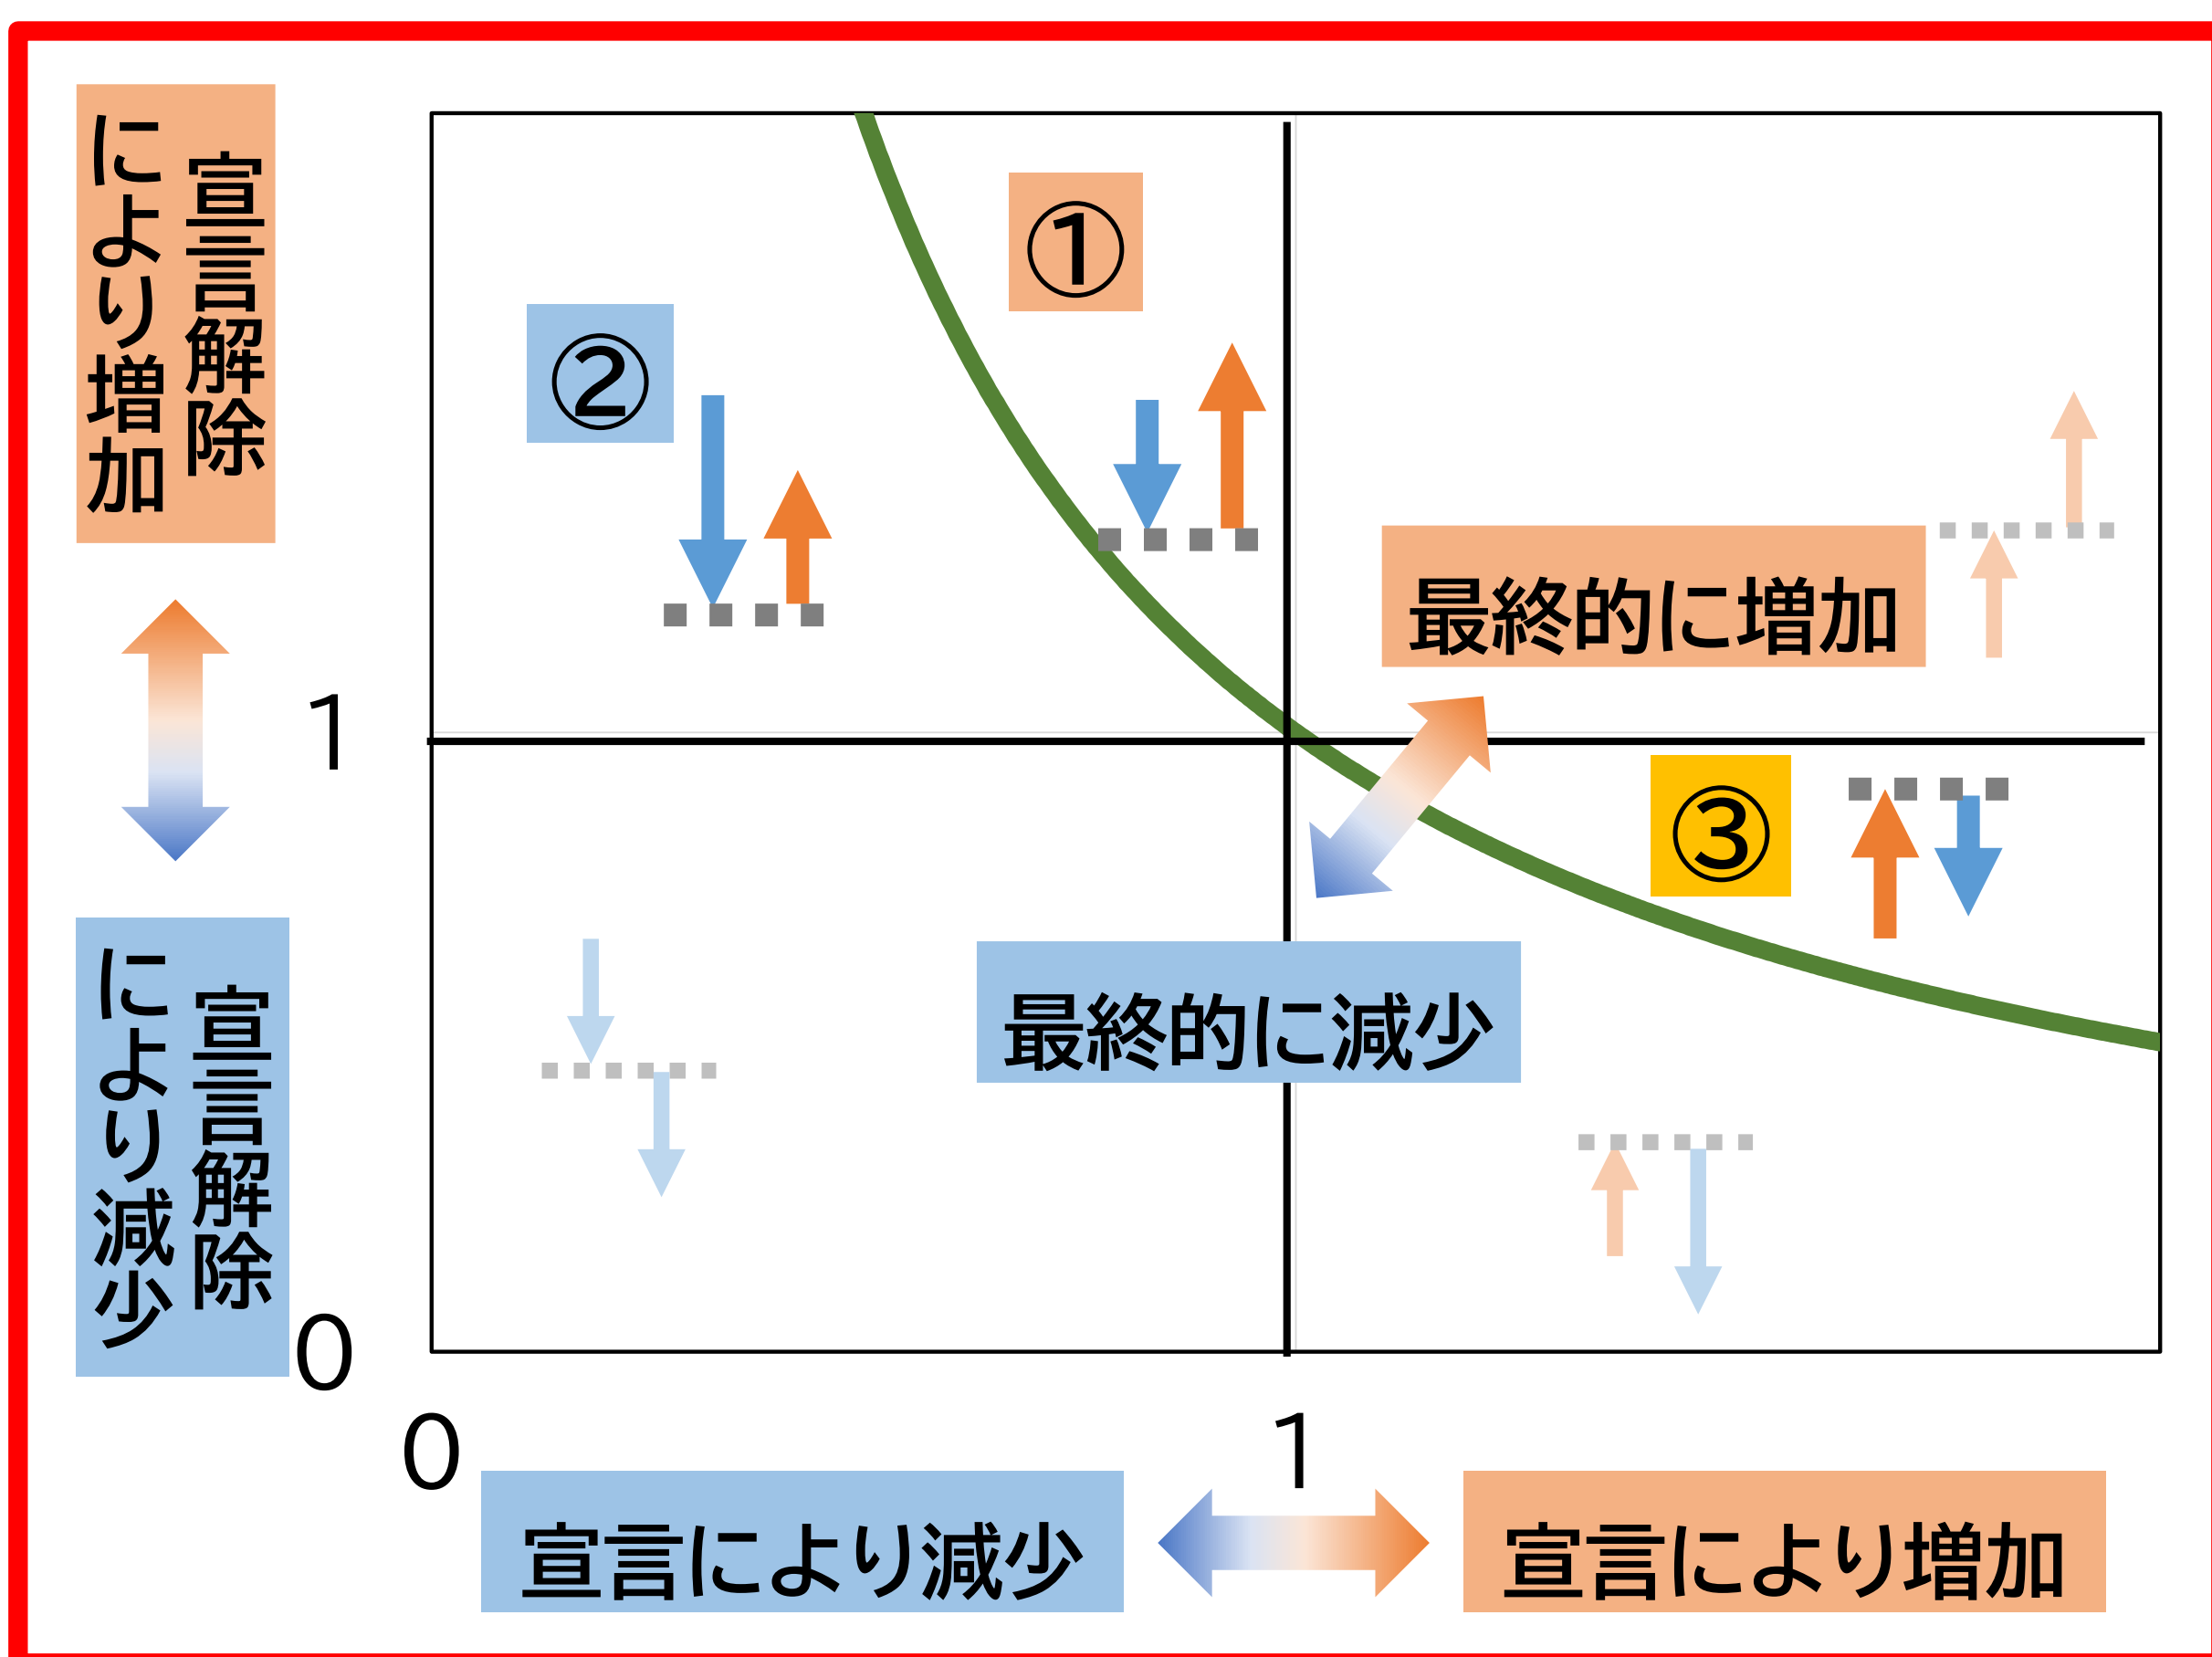 宣言解除
により増加
①
②
最終的に増加
1
③
宣言解除
により減少
最終的に減少
0
0
1
宣言により減少
宣言により増加